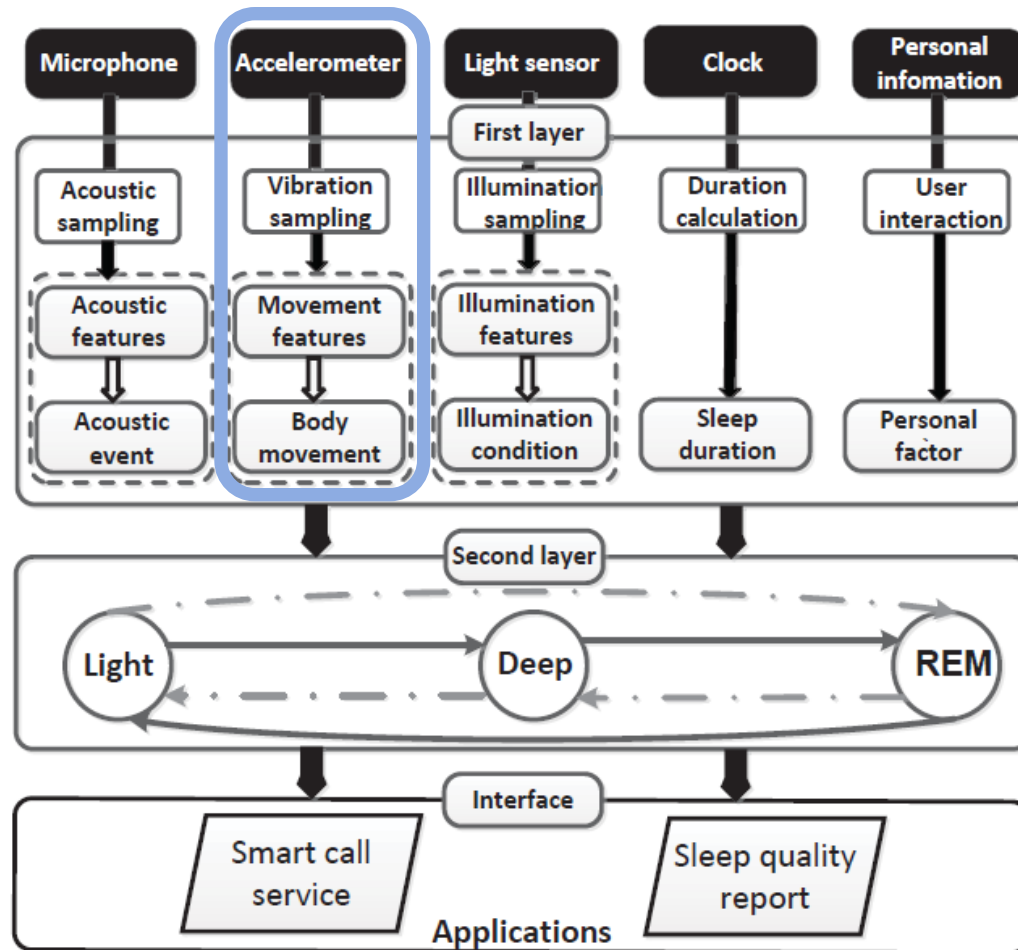 Microphone
Accelerometer
Light sensor
Clock
Personal
infomation
First layer
Acoustic
sampling
Vibration
sampling
Illumination
sampling
Duration
calculation
User
interaction
Acoustic
features
Movement
features
Illumination
features
Acoustic
event
Body
movement
Illumination
condition
Sleep
duration
Personal
factor
Second layer
Light
Deep
REM
Interface
Smart call
service
Sleep quality
report
Applications